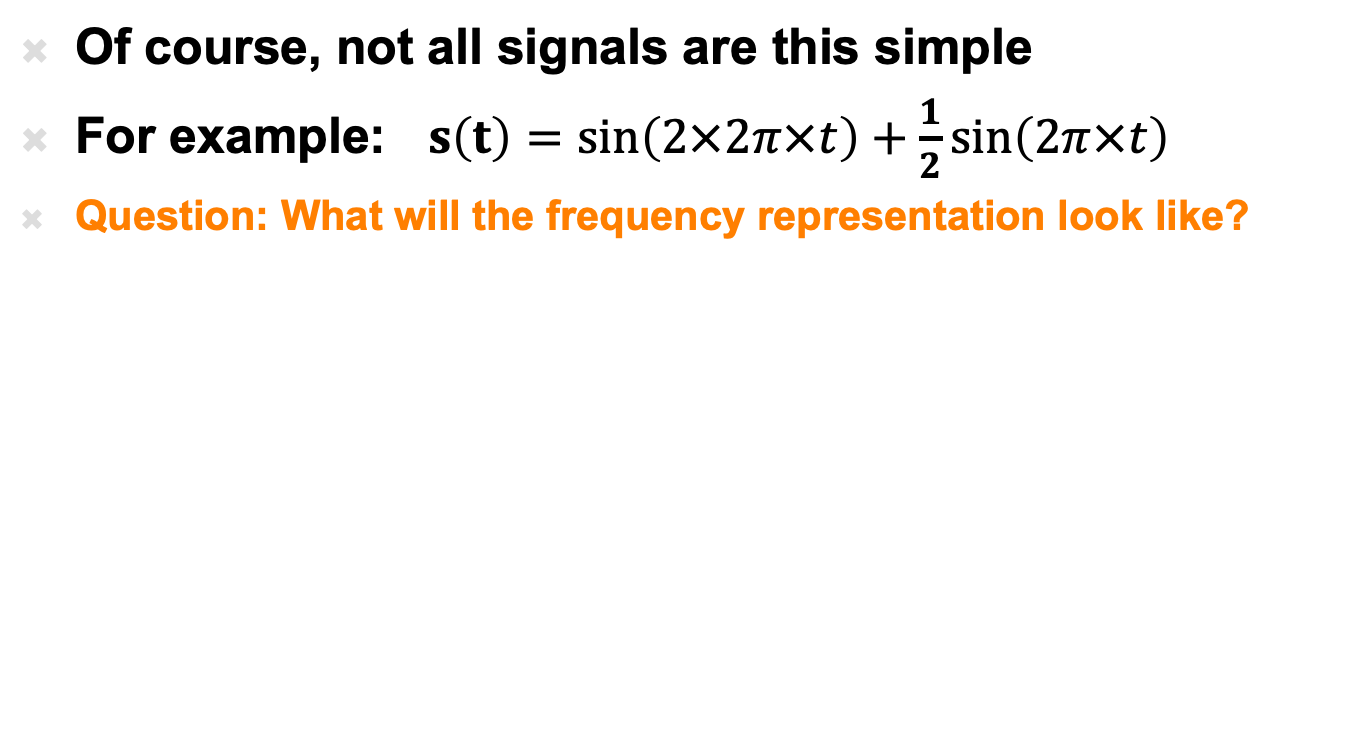 Of course, not all signals are this simple
For example: s(t) = sin(2×2π×t) + 1/2 sin(2π×t)
Question: What will the frequency representation look like?